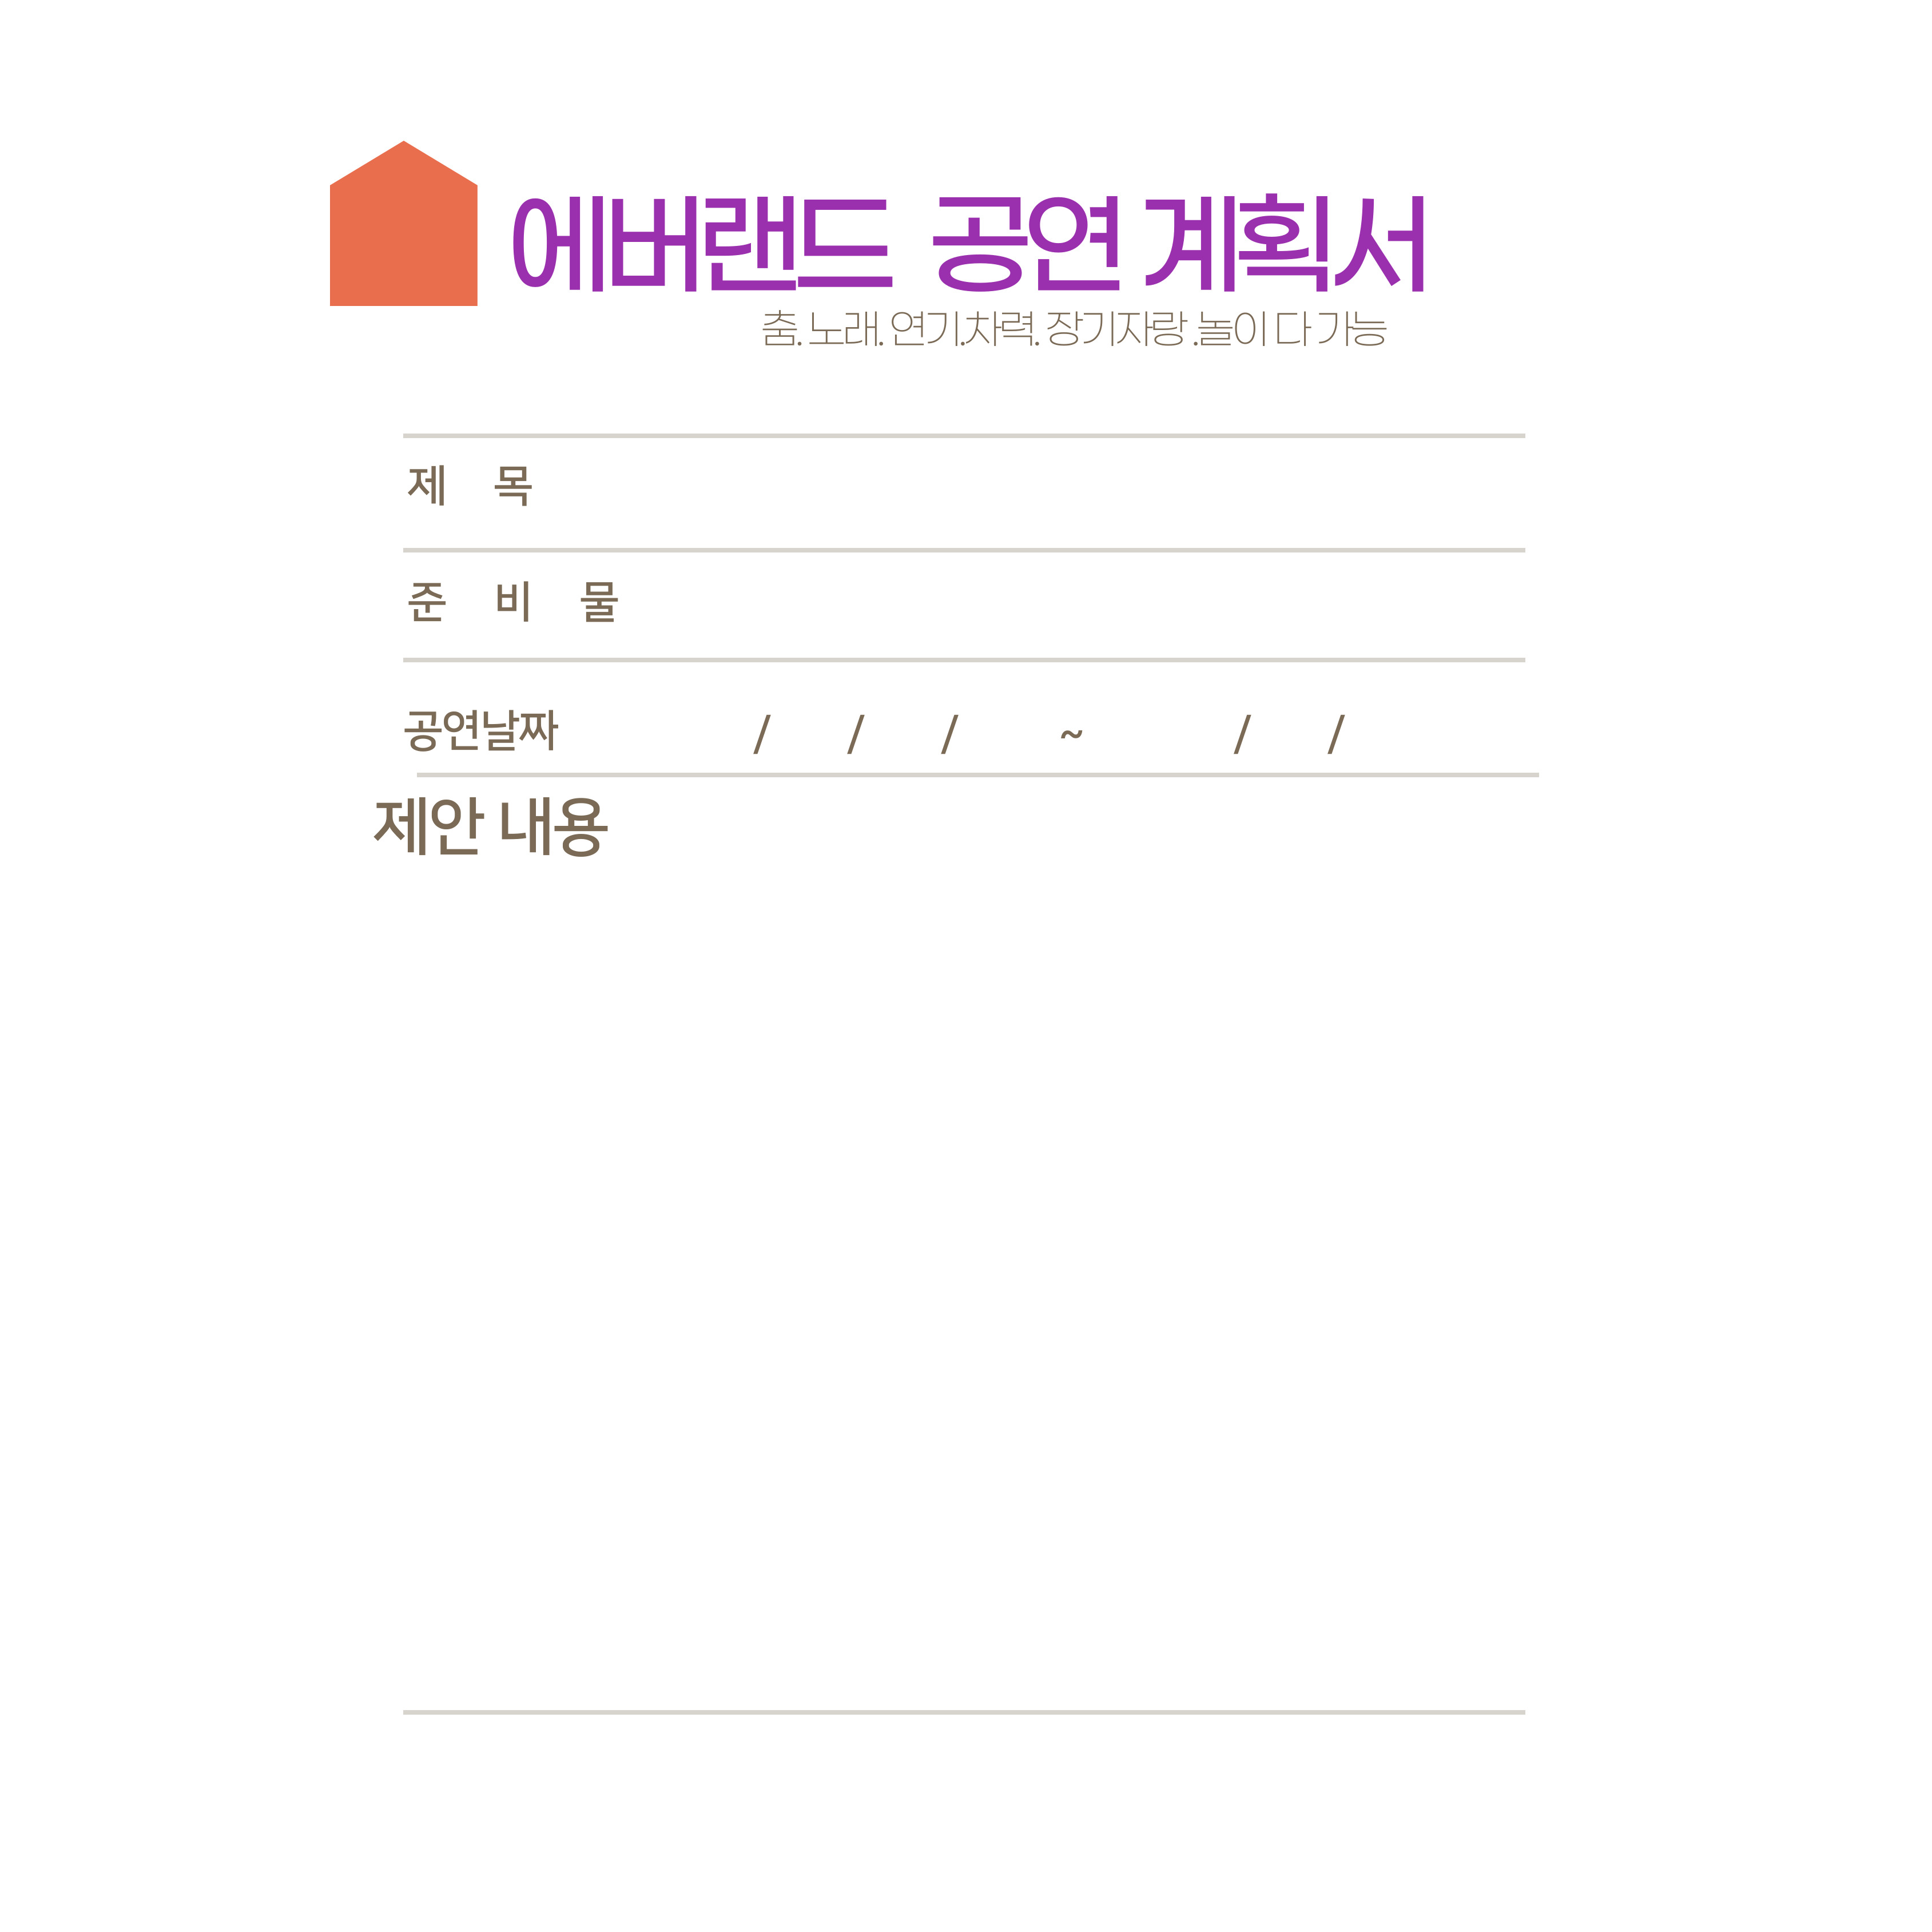 에버랜드 공연 계획서
춤.노래.연기.차력.장기자랑.놀이 다 가능
제 목
준 비 물
공연날짜 / / / ~ / /
제안 내용